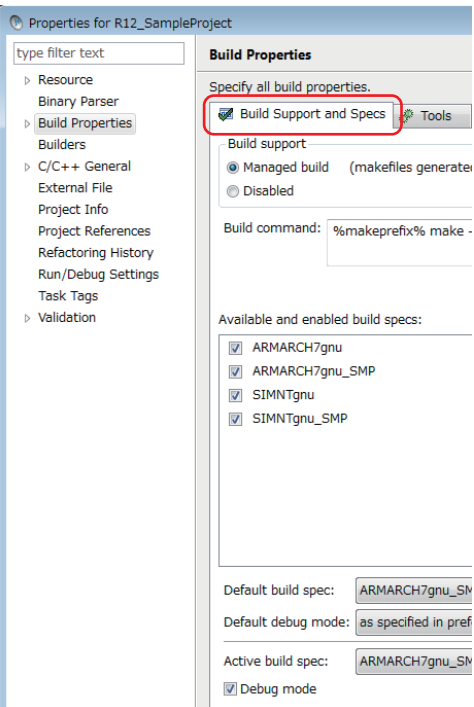 Properties for R12_SampleProject
type filter text
Resource
Binary Parser
Build Properties
Builders
C/C++ General
External File
Project Info
Project References
Refactoring History
Run/Debug Settings
Task Tags
Validation
Build Properties
Specify all build properties.
Build Support and Specs
Tools
Build support
Managed build (makefiles generated
Disabled
Build command: %makeprefix% make -
Available and enabled build specs:
ARMARCH7gnu
ARMARCH7gnu_SMP
SIMNTgnu
SIMNTgnu_SMP
Default build spec: ARMARCH7gnu_SM
Default debug mode: as specified in pref
Active build spec: ARMARCH7gnu_SM
Debug mode